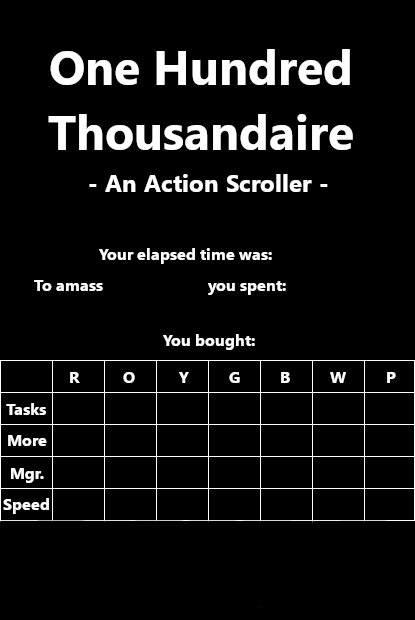 One Hundred
Thousandaire
- An Action Scroller -
Your elapsed time was:
To amass you spent:
You bought:
R O Y G B W P
Tasks
More
Mgr.
Speed